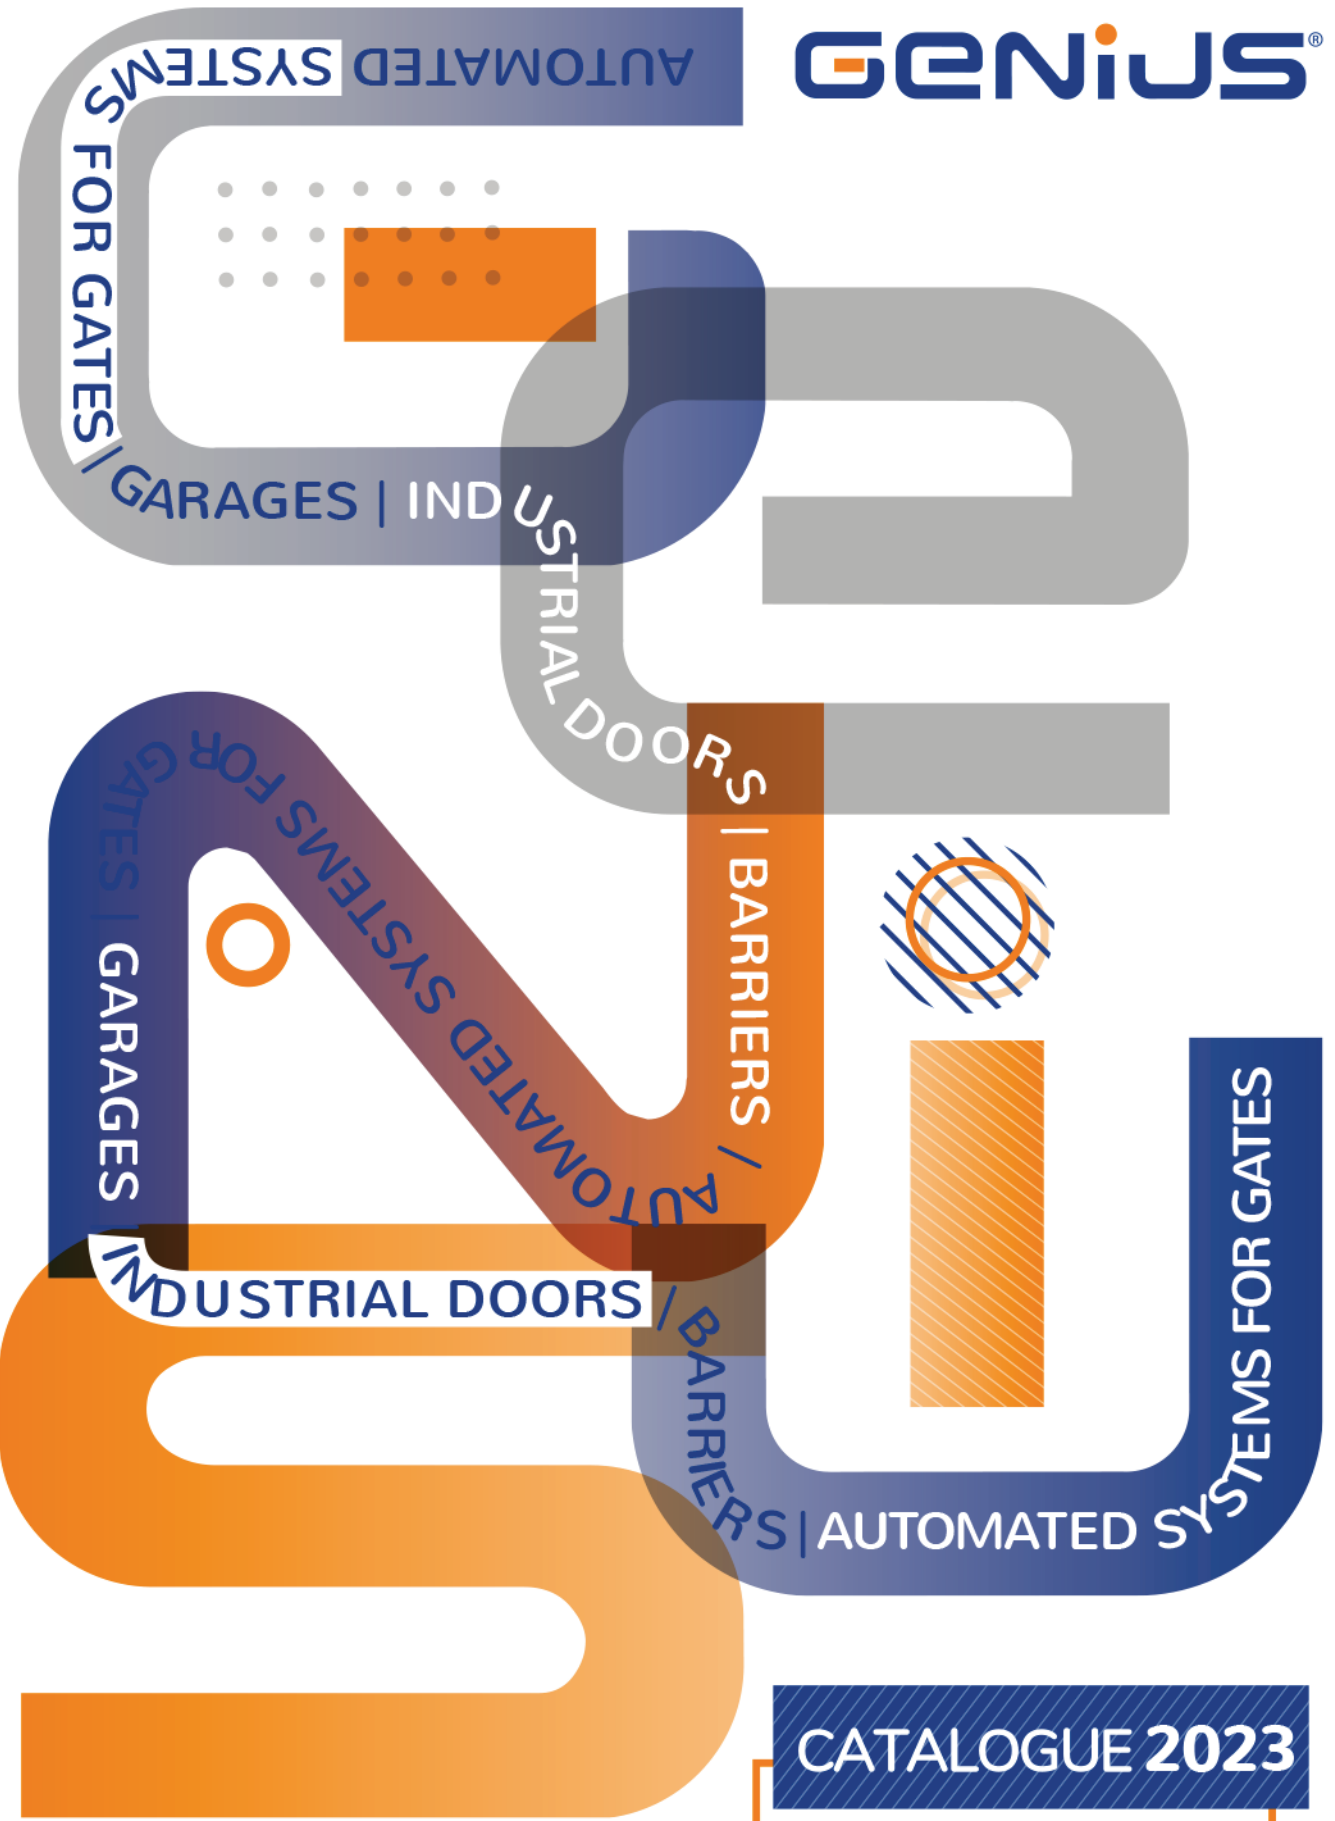 GENiUS®
AUTOMATED SYSTEMS FOR GATES | GARAGES | INDUSTRIAL DOORS | BARRIERS / AUTOMATED SYSTEMS FOR GATES | GARAGES | INDUSTRIAL DOORS / BARRIERS | AUTOMATED SYSTEMS FOR GATES
CATALOGUE 2023